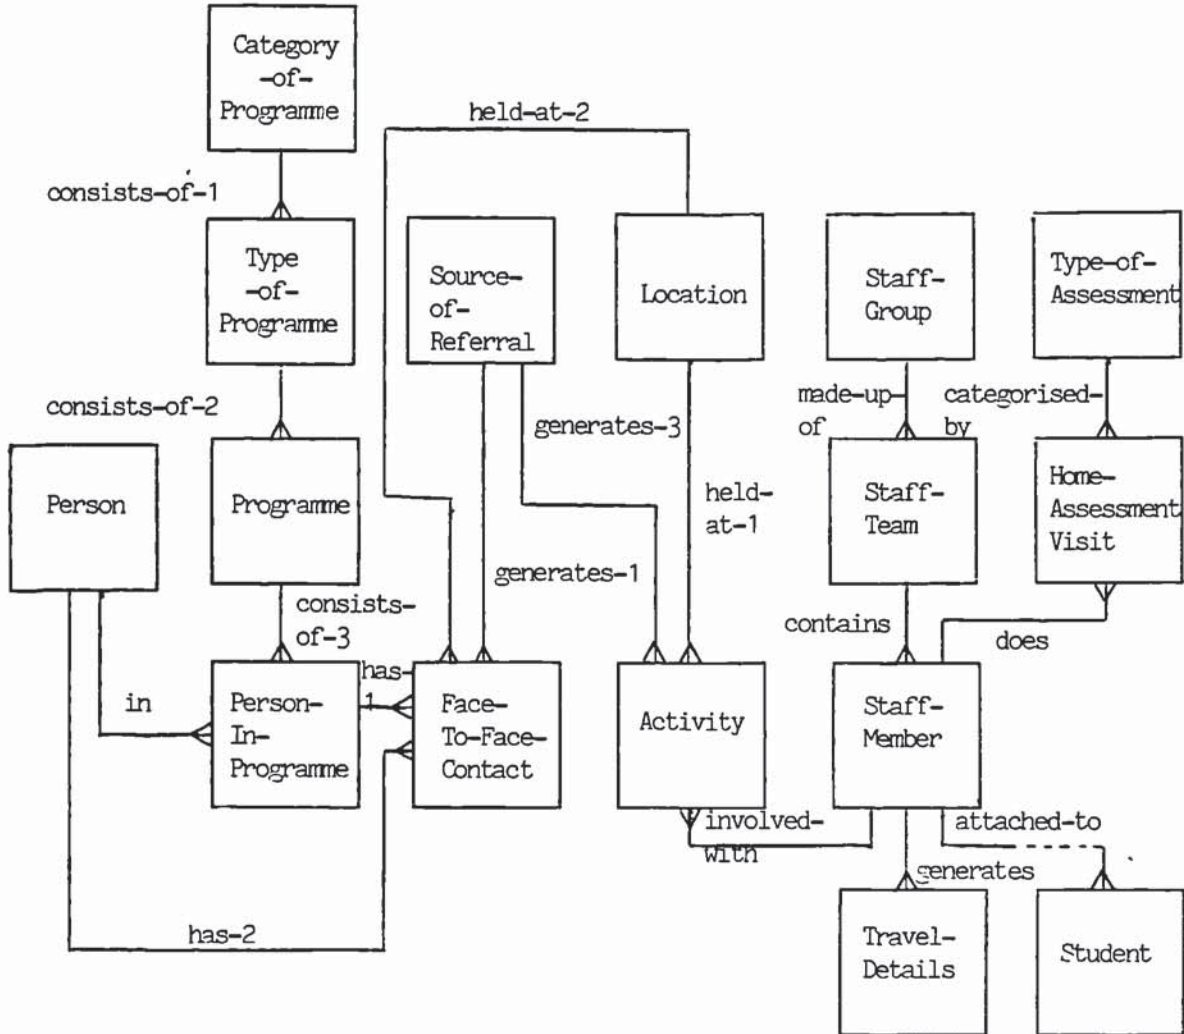 Category
-of-
Programme
held-at-2
consists-of-1
Type
-of-
Programme
Source-
of-
Referral
Location
Staff-
Group
Type-of-
Assessment
consists-of-2
generates-3
made-up-
of
categorised-
by
Person
Programme
held-
at-1
Staff-
Team
Home-
Assessment
Visit
generates-1
consists-
of-3
contains
does
has-
1
in
Person-
In-
Programme
Face-
To-Face-
Contact
Activity
Staff-
Member
involved-
with
attached-to
generates
has-2
Travel-
Details
Student